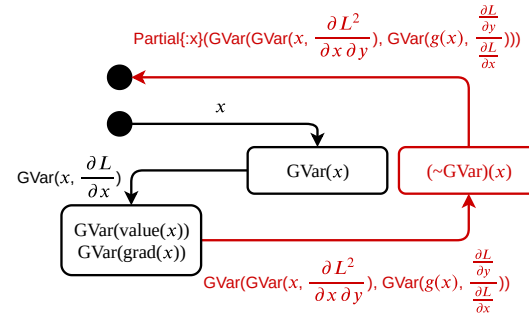 Partial{:x}(GVar(GVar(x, ∂L²/∂x∂y), GVar(g(x), ∂L/∂y / ∂L/∂x)))
x
GVar(x, ∂L/∂x)
GVar(x)
(~GVar)(x)
GVar(value(x))
GVar(grad(x))
GVar(GVar(x, ∂L²/∂x∂y), GVar(g(x), ∂L/∂y / ∂L/∂x))